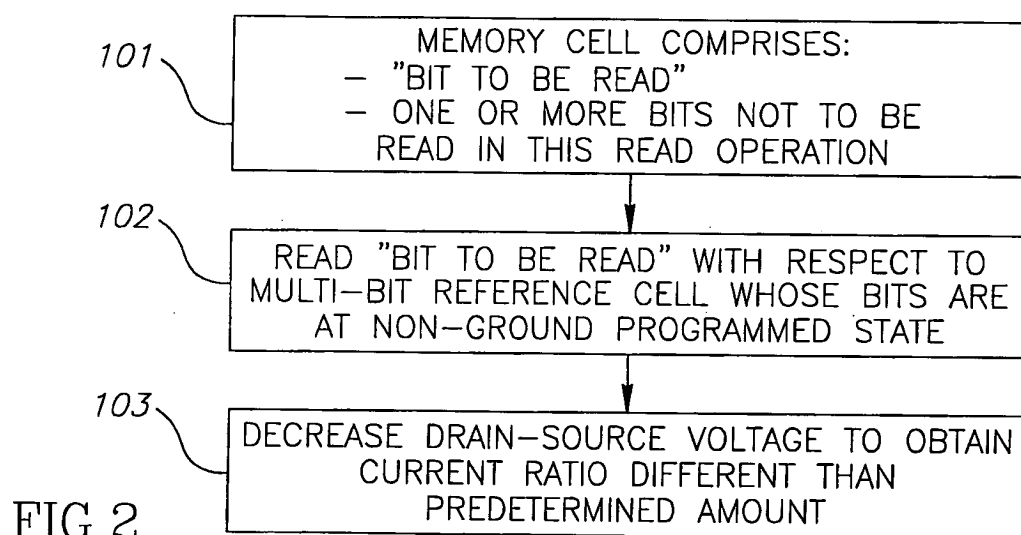 101
MEMORY CELL COMPRISES:
– "BIT TO BE READ"
– ONE OR MORE BITS NOT TO BE
READ IN THIS READ OPERATION
102
READ "BIT TO BE READ" WITH RESPECT TO
MULTI–BIT REFERENCE CELL WHOSE BITS ARE
AT NON–GROUND PROGRAMMED STATE
103
DECREASE DRAIN–SOURCE VOLTAGE TO OBTAIN
CURRENT RATIO DIFFERENT THAN
PREDETERMINED AMOUNT
FIG.2